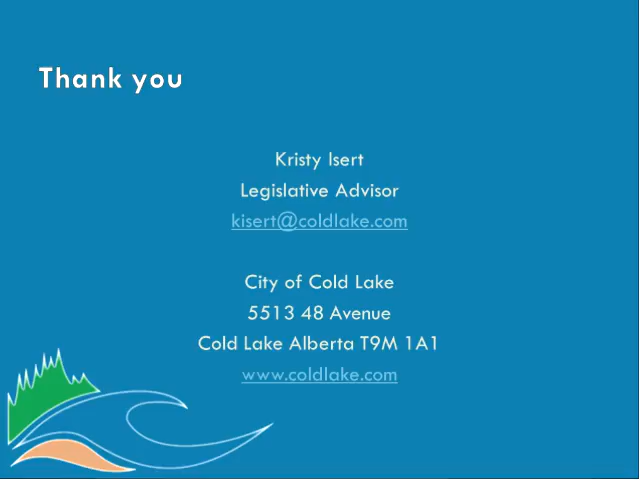 Thank you
Kristy Isert
Legislative Advisor
kisert@coldlake.com
City of Cold Lake
5513 48 Avenue
Cold Lake Alberta T9M 1A1
www.coldlake.com